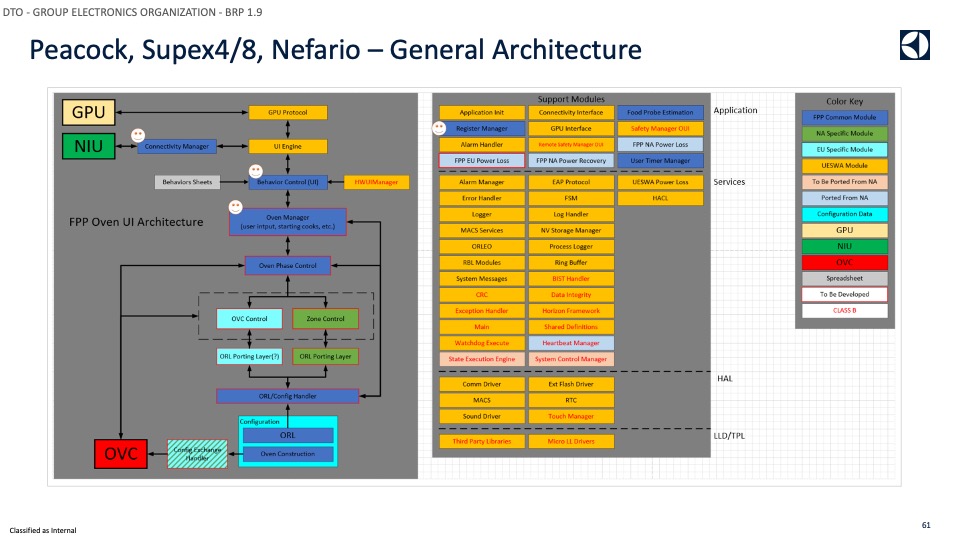 DTO - GROUP ELECTRONICS ORGANIZATION - BRP 1.9
Peacock, Supex4/8, Nefario – General Architecture
GPU
GPU Protocol
NIU
Connectivity Manager
UI Engine
Behaviors Sheets
Behavior Control (UI)
HWUIManager
FPP Oven UI Architecture
Oven Manager
(user intput, starting cooks, etc.)
Oven Phase Control
OVC Control
Zone Control
ORL Porting Layer(?)
ORL Porting Layer
ORL/Config Handler
Configuration
ORL
Oven Construction
OVC
Config Exchange
Handler
Support Modules
Application
Application Init
Connectivity Interface
Food Probe Estimation
Register Manager
GPU Interface
Safety Manager OUI
Alarm Handler
Remote Safety Manager OUI
FPP NA Power Loss
FPP EU Power Loss
FPP NA Power Recovery
User Timer Manager
Services
Alarm Manager
EAP Protocol
UESWA Power Loss
Error Handler
FSM
HACL
Logger
Log Handler
MACS Services
NV Storage Manager
ORLEO
Process Logger
RBL Modules
Ring Buffer
System Messages
BIST Handler
CRC
Data Integrity
Exception Handler
Horizon Framework
Main
Shared Definitions
Watchdog Execute
Heartbeat Manager
State Execution Engine
System Control Manager
HAL
Comm Driver
Ext Flash Driver
MACS
RTC
Sound Driver
Touch Manager
LLD/TPL
Third Party Libraries
Micro LL Drivers
Color Key
FPP Common Module
NA Specific Module
EU Specific Module
UESWA Module
To Be Ported From NA
Ported From NA
Configuration Data
GPU
NIU
OVC
Spreadsheet
To Be Developed
CLASS B
Classified as Internal
61